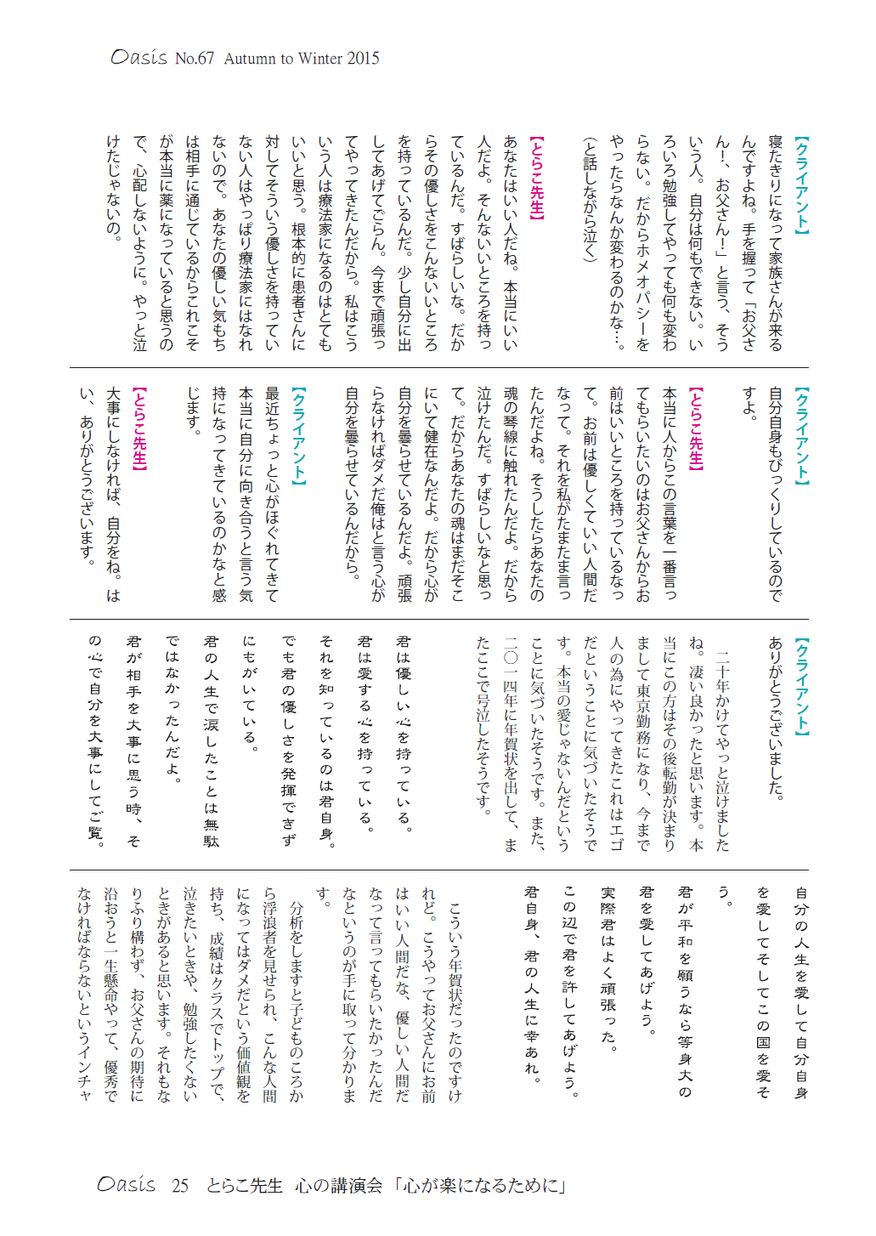 Oasis No.67 Autumn to Winter 2015
【クライアント】
寝たきりになって家族さんが来る
んですよね。手を握って「お父さ
ん！、お父さん！」と言う、そう
いう人。自分は何もできない。い
ろいろ勉強してやっても何も変わ
らない。だからホメオパシーを
やったらなんか変わるのかな…。
（と話しながら泣く）
【とらこ先生】
あなたはいい人だね。本当にいい
人だよ。そんないいところを持っ
ているんだ。すばらしいな。だか
らその優しさをこんないいところ
を持っているんだ。少し自分に出
してあげてごらん。今まで頑張っ
てやってきたんだから。私はこう
いう人は療法家になるのはとても
いいと思う。根本的に患者さんに
対してそういう優しさを持ってい
ない人はやっぱり療法家にはなれ
ないので。あなたの優しい気もち
は相手に通じているからこれこそ
が本当に薬になっていると思うの
で、心配しないように。やっと泣
けたじゃないの。
【クライアント】
自分自身もびっくりしているので
すよ。
【とらこ先生】
本当に人からこの言葉を一番言っ
てもらいたいのはお父さんからお
前はいいところを持っているなっ
て。お前は優しくていい人間だ
なって。それを私がたまたま言っ
たんだよね。そうしたらあなたの
魂の琴線に触れたんだよ。だから
泣けたんだ。すばらしいなと思っ
て。だからあなたの魂はまだそこ
にいて健在なんだよ。だから心が
自分を曇らせているんだよ。頑張
らなければダメだ俺はと言う心が
自分を曇らせているんだから。
【クライアント】
最近ちょっと心がほぐれてきて
本当に自分に向き合うと言う気
持になってきているのかなと感
じます。
【とらこ先生】
大事にしなければ、自分をね。は
い、ありがとうございます。
【クライアント】
ありがとうございました。
二十年かけてやっと泣けました
ね。凄い良かったと思います。本
当にこの方はその後転勤が決まり
まして東京勤務になり、今まで
人の為にやってきたこれはエゴ
だということに気づいたそうで
す。本当の愛じゃないんだという
ことに気づいたそうです。また、
二〇一四年に年賀状を出して、ま
たここで号泣したそうです。
君は優しい心を持っている。
君は愛する心を持っている。
それを知っているのは君自身。
でも君の優しさを発揮できず
にもがいている。
君の人生で涙したことは無駄
ではなかったんだよ。
君が相手を大事に思う時、そ
の心で自分を大事にしてご覧。
自分の人生を愛して自分自身
を愛してそしてこの国を愛そ
う。
君が平和を願うなら等身大の
君を愛してあげよう。
実際君はよく頑張った。
この辺で君を許してあげよう。
君自身、君の人生に幸あれ。
こういう年賀状だったのですけ
れど。こうやってお父さんにお前
はいい人間だな、優しい人間だ
なって言ってもらいたかったんだ
なというのが手に取って分かりま
す。
分析をしますと子どものころか
ら浮浪者を見せられ、こんな人間
になってはダメだという価値観を
持ち、成績はクラスでトップで、
泣きたいときや、勉強したくない
ときがあると思います。それもな
りふり構わず、お父さんの期待に
沿おうと一生懸命やって、優秀で
なければならないというインチャ
Oasis 25 とらこ先生 心の講演会「心が楽になるために」